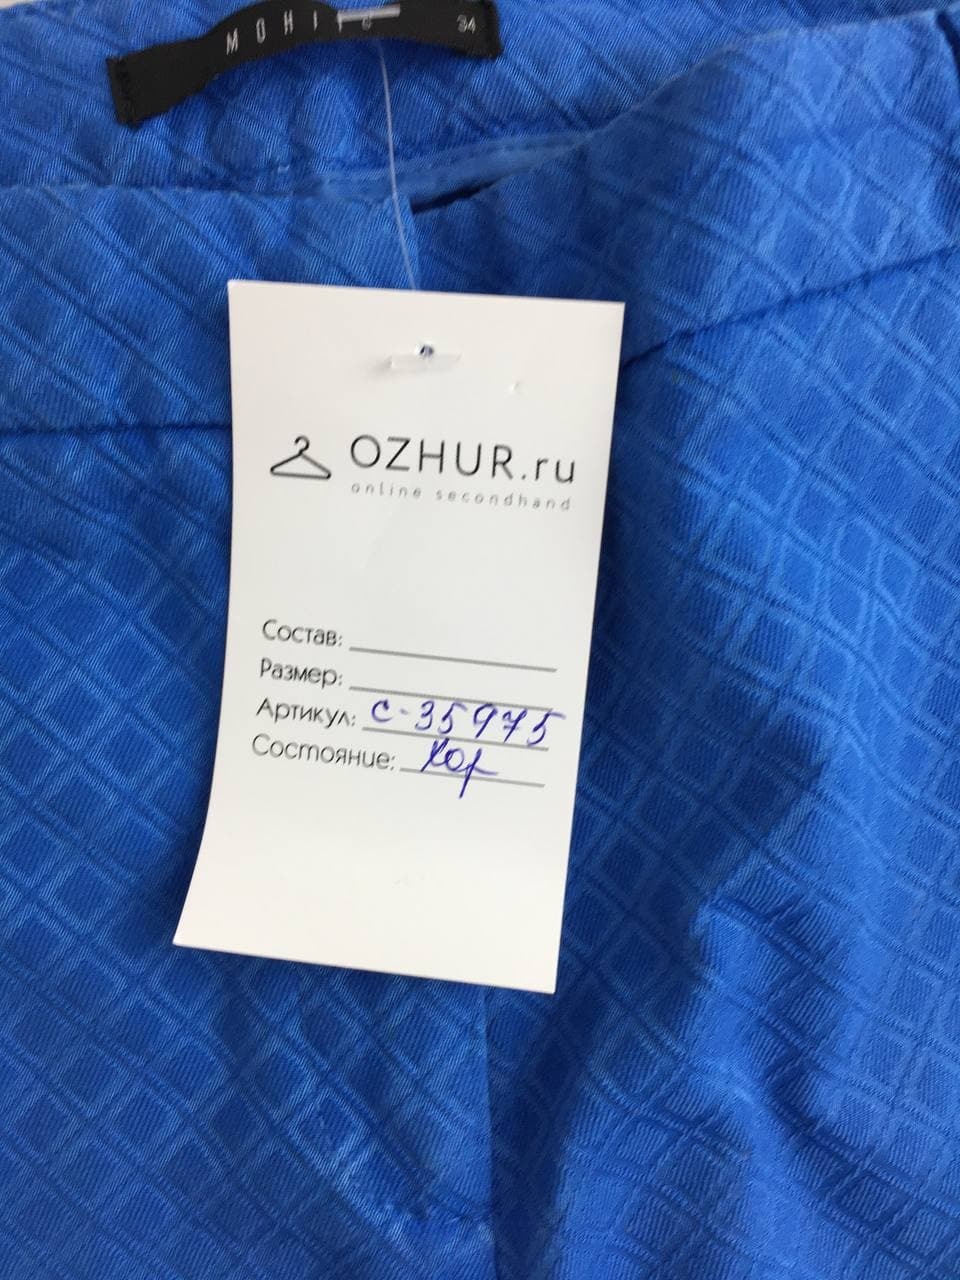 MOHITO 34
OZHUR.ru
online secondhand
Состав:
Размер:
Артикул: с-35975
Состояние: Хор